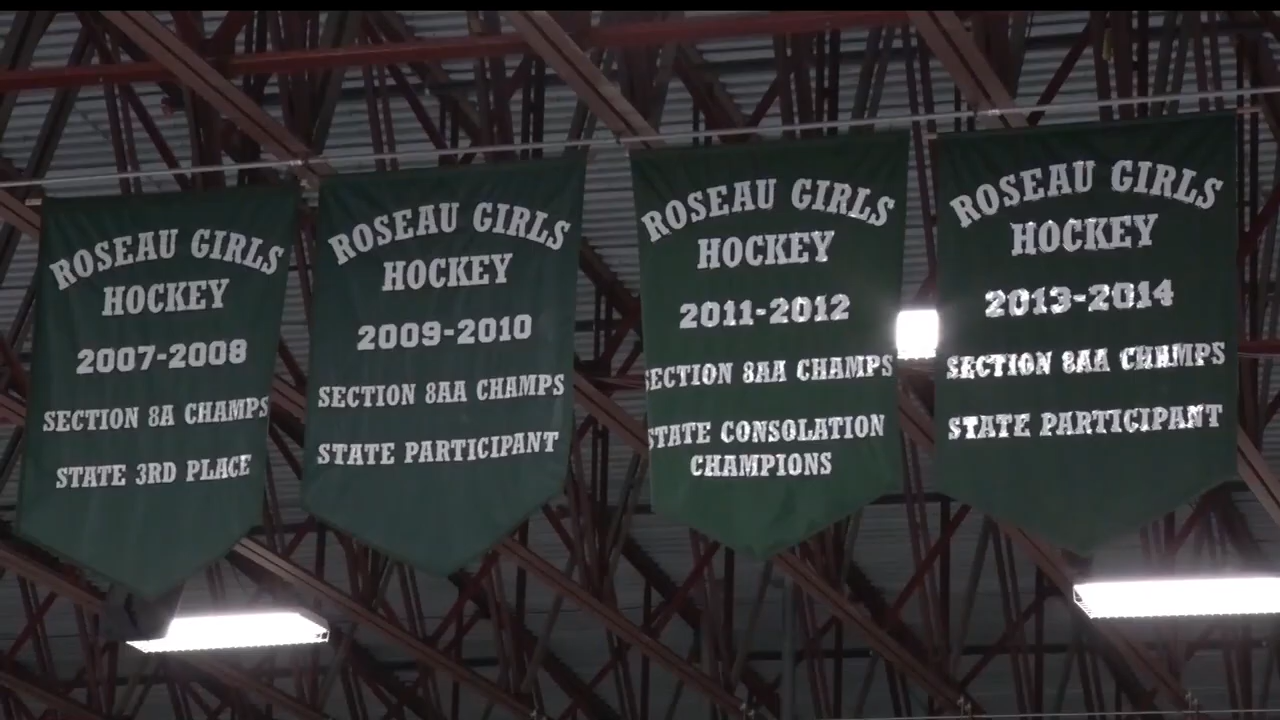 ROSEAU GIRLS
HOCKEY
2007-2008
SECTION 8A CHAMPS
STATE 3RD PLACE
ROSEAU GIRLS
HOCKEY
2009-2010
SECTION 8AA CHAMPS
STATE PARTICIPANT
ROSEAU GIRLS
HOCKEY
2011-2012
SECTION 8AA CHAMPS
STATE CONSOLATION
CHAMPIONS
ROSEAU GIRLS
HOCKEY
2013-2014
SECTION 8AA CHAMPS
STATE PARTICIPANT